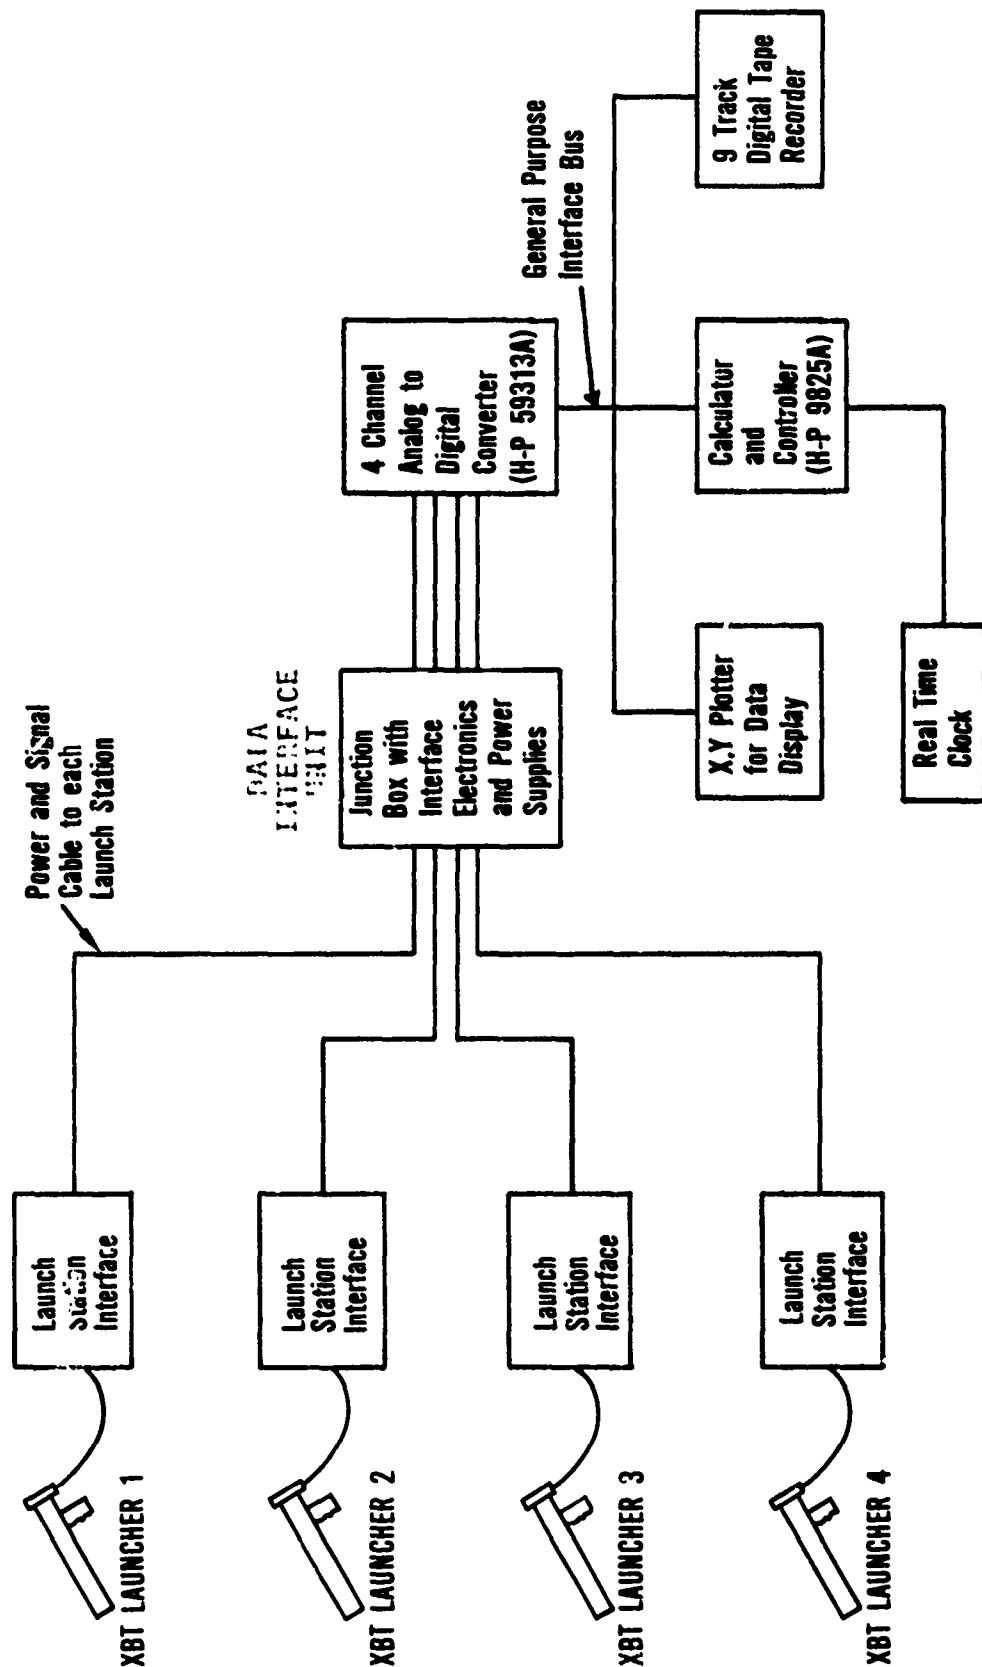 XBT LAUNCHER 1
Launch
Station
Interface
XBT LAUNCHER 2
Launch
Station
Interface
XBT LAUNCHER 3
Launch
Station
Interface
XBT LAUNCHER 4
Launch
Station
Interface
Power and Signal
Cable to each
Launch Station
DATA
INTERFACE
UNIT
Junction
Box with
Interface
Electronics
and Power
Supplies
4 Channel
Analog to
Digital
Converter
(H-P 59313A)
General Purpose
Interface Bus
X.Y Plotter
for Data
Display
Calculator
and
Controller
(H-P 9825A)
9 Track
Digital Tape
Recorder
Real Time
Clock